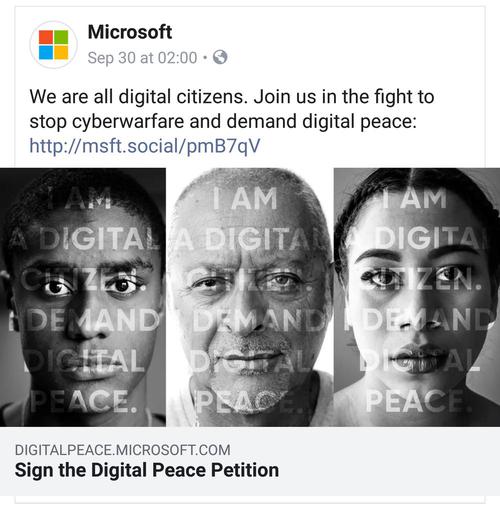 Microsoft
Sep 30 at 02:00 •
We are all digital citizens. Join us in the fight to
stop cyberwarfare and demand digital peace:
http://msft.social/pmB7qV
I AM
A DIGITAL
CITIZEN.
I DEMAND
DIGITAL
PEACE.
I AM
A DIGITAL
CITIZEN.
I DEMAND
DIGITAL
PEACE.
I AM
A DIGITAL
CITIZEN.
I DEMAND
DIGITAL
PEACE.
DIGITALPEACE.MICROSOFT.COM
Sign the Digital Peace Petition